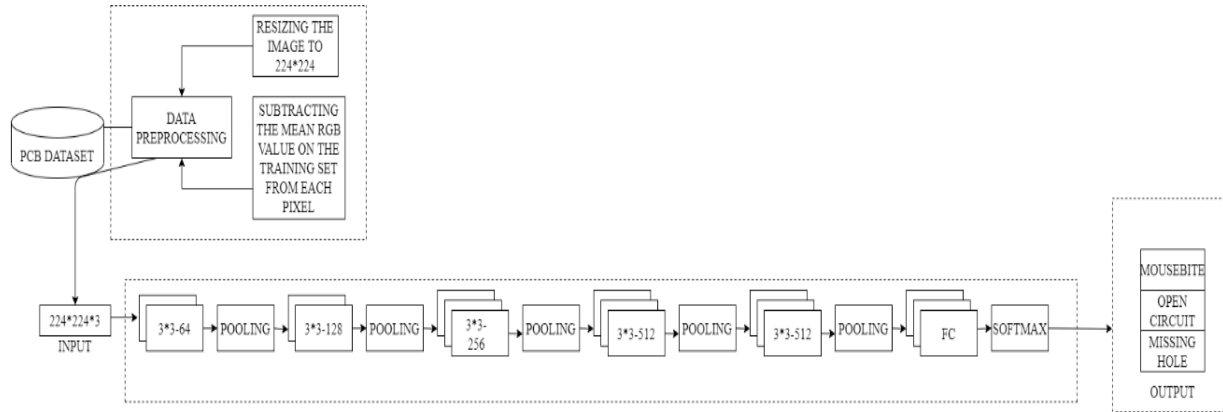 RESIZING THE
IMAGE TO
224*224
DATA
PREPROCESSING
SUBTRACTING
THE MEAN RGB
VALUE ON THE
TRAINING SET
FROM EACH
PIXEL
PCB DATASET
224*224*3
INPUT
3*3-64
POOLING
3*3-128
POOLING
3*3-
256
POOLING
3*3-512
POOLING
3*3-512
POOLING
FC
SOFTMAX
MOUSEBITE
OPEN
CIRCUIT
MISSING
HOLE
OUTPUT